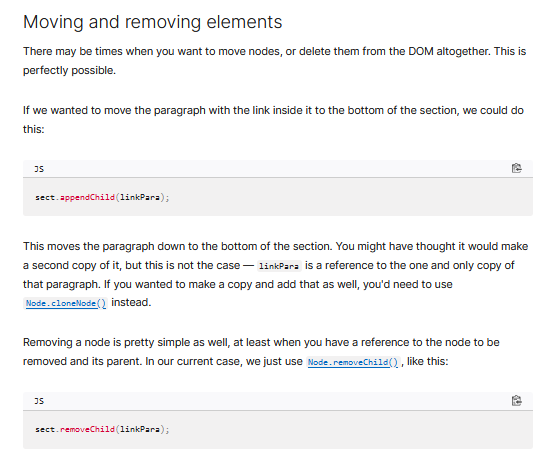 Moving and removing elements
There may be times when you want to move nodes, or delete them from the DOM altogether. This is
perfectly possible.
If we wanted to move the paragraph with the link inside it to the bottom of the section, we could do
this:
JS
sect.appendChild(linkPara);
This moves the paragraph down to the bottom of the section. You might have thought it would make
a second copy of it, but this is not the case — linkPara is a reference to the one and only copy of
that paragraph. If you wanted to make a copy and add that as well, you'd need to use
Node.cloneNode() instead.
Removing a node is pretty simple as well, at least when you have a reference to the node to be
removed and its parent. In our current case, we just use Node.removeChild() , like this:
JS
sect.removeChild(linkPara);